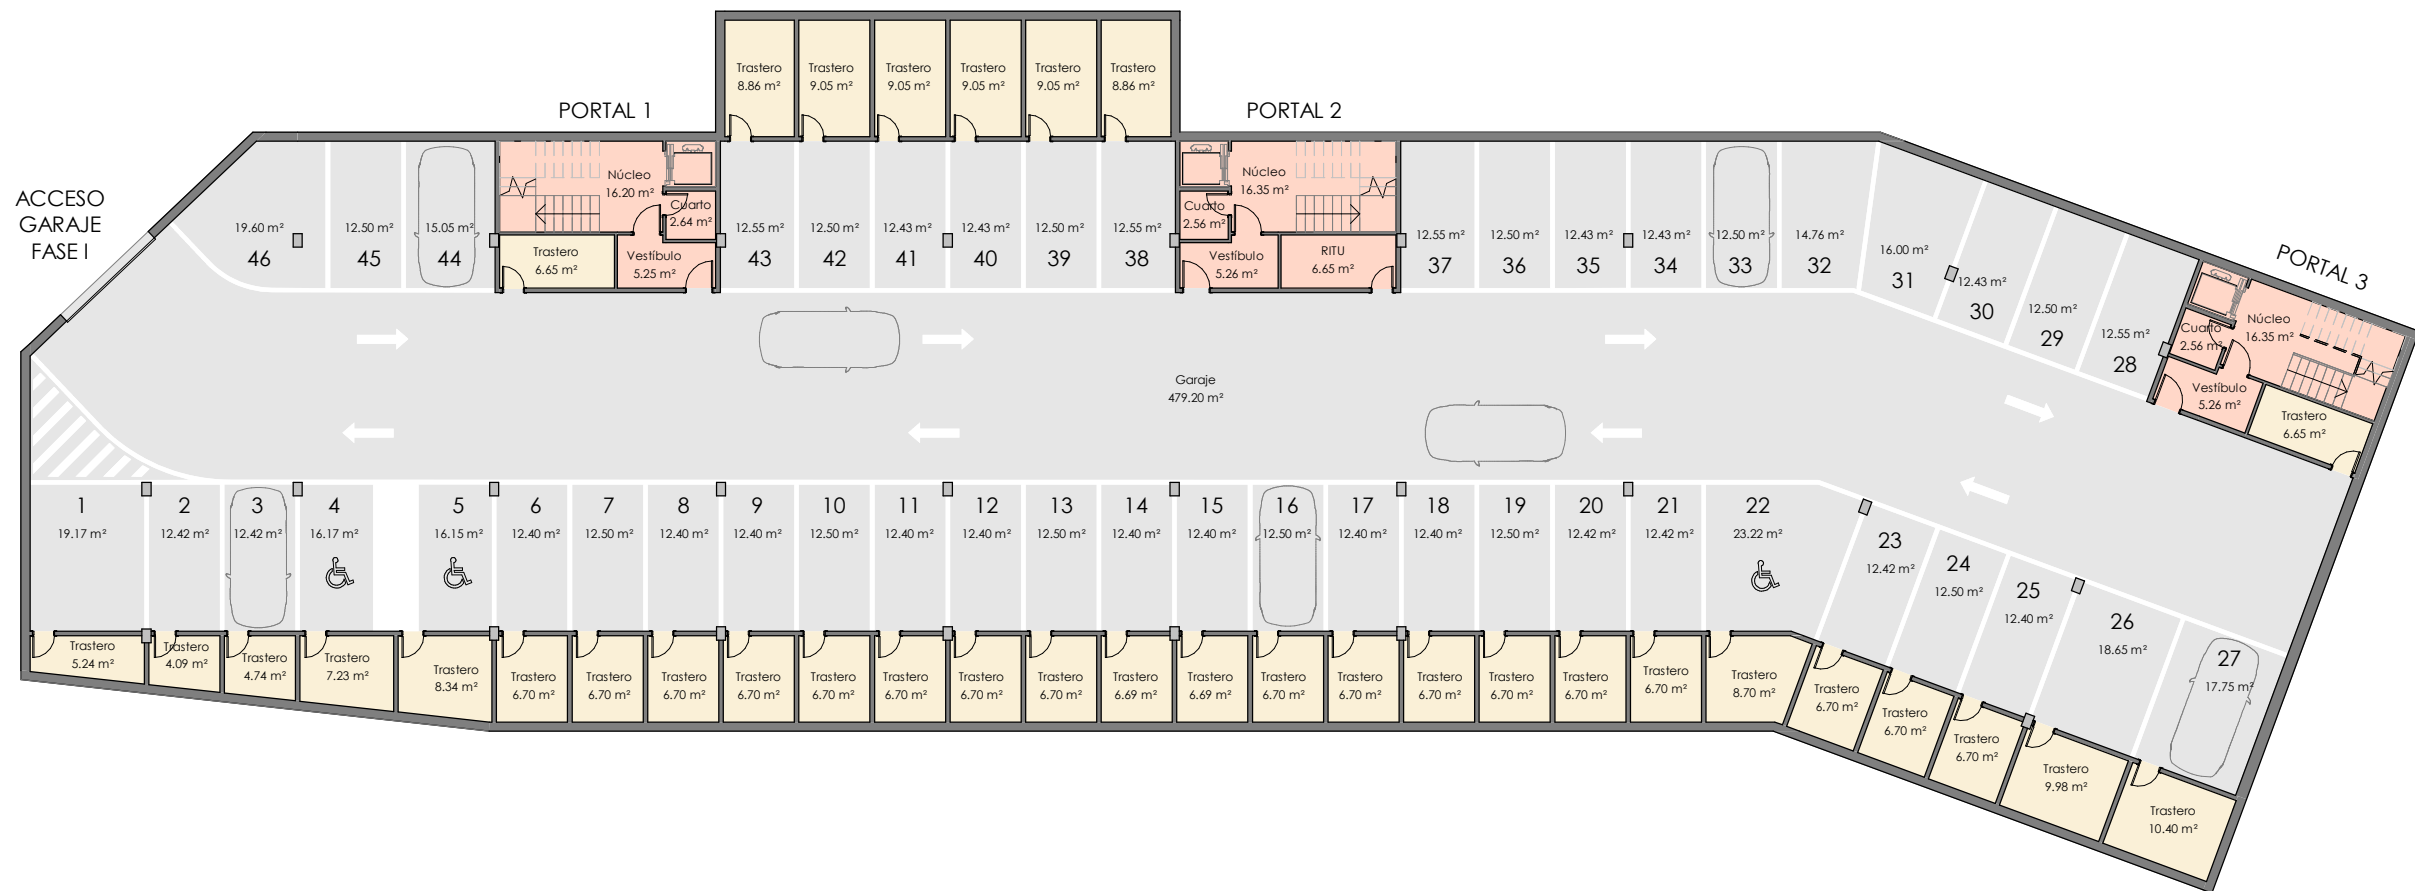 Trastero
8.86 m²
Trastero
9.05 m²
Trastero
9.05 m²
Trastero
9.05 m²
Trastero
9.05 m²
Trastero
8.86 m²
PORTAL 1
PORTAL 2
PORTAL 3
ACCESO
GARAJE
FASE I
19.60 m²
46
12.50 m²
45
15.05 m²
44
Núcleo
16.20 m²
Cuarto
2.64 m²
Trastero
6.65 m²
Vestíbulo
5.25 m²
12.55 m²
43
12.50 m²
42
12.43 m²
41
12.43 m²
40
12.50 m²
39
12.55 m²
38
Núcleo
16.35 m²
Cuarto
2.56 m²
Vestíbulo
5.26 m²
RITU
6.65 m²
12.55 m²
37
12.50 m²
36
12.43 m²
35
12.43 m²
34
12.50 m²
33
14.76 m²
32
16.00 m²
31
12.43 m²
30
12.50 m²
29
12.55 m²
28
Núcleo
16.35 m²
Cuarto
2.56 m²
Vestíbulo
5.26 m²
Trastero
6.65 m²
Garaje
479.20 m²
1
19.17 m²
2
12.42 m²
3
12.42 m²
4
16.17 m²
5
16.15 m²
6
12.40 m²
7
12.50 m²
8
12.40 m²
9
12.40 m²
10
12.50 m²
11
12.40 m²
12
12.40 m²
13
12.50 m²
14
12.40 m²
15
12.40 m²
16
12.50 m²
17
12.40 m²
18
12.40 m²
19
12.50 m²
20
12.42 m²
21
12.42 m²
22
23.22 m²
23
12.42 m²
24
12.50 m²
25
12.40 m²
26
18.65 m²
27
17.75 m²
Trastero
5.24 m²
Trastero
4.09 m²
Trastero
4.74 m²
Trastero
7.23 m²
Trastero
8.34 m²
Trastero
6.70 m²
Trastero
6.70 m²
Trastero
6.70 m²
Trastero
6.70 m²
Trastero
6.70 m²
Trastero
6.70 m²
Trastero
6.70 m²
Trastero
6.70 m²
Trastero
6.69 m²
Trastero
6.69 m²
Trastero
6.70 m²
Trastero
6.70 m²
Trastero
6.70 m²
Trastero
6.70 m²
Trastero
6.70 m²
Trastero
6.70 m²
Trastero
8.70 m²
Trastero
6.70 m²
Trastero
6.70 m²
Trastero
6.70 m²
Trastero
9.98 m²
Trastero
10.40 m²